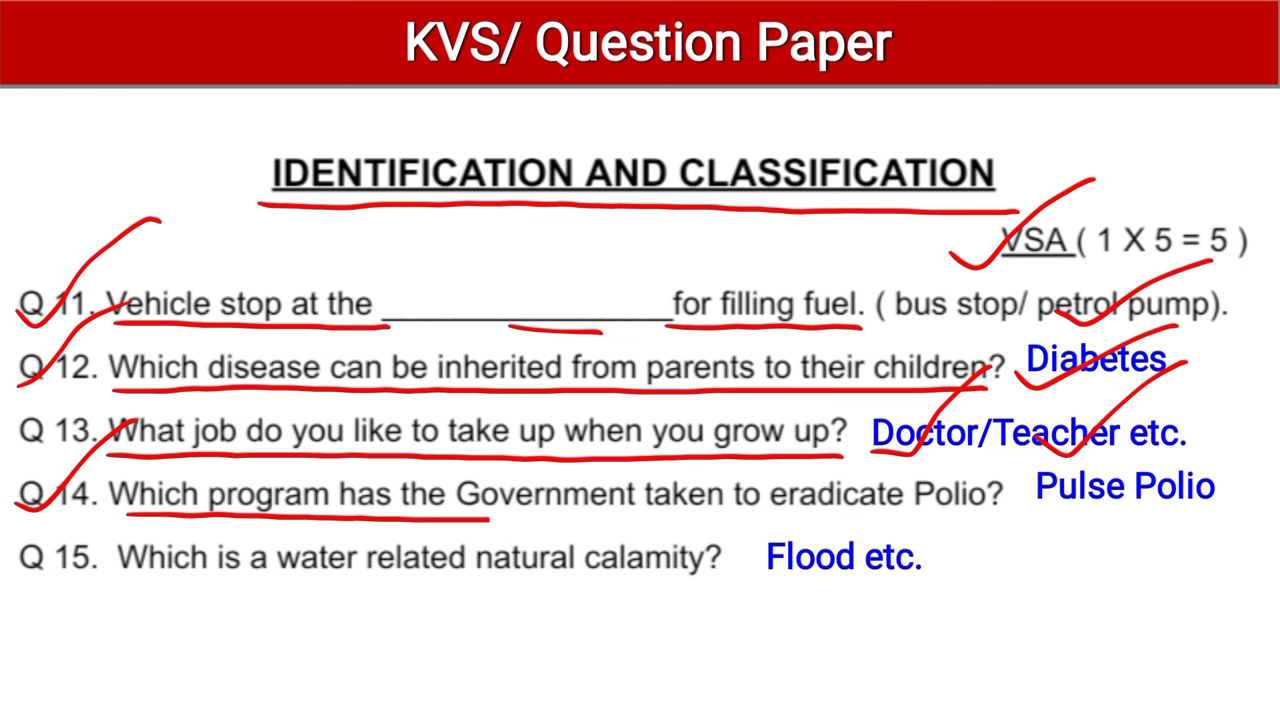 KVS/ Question Paper
IDENTIFICATION AND CLASSIFICATION
VSA ( 1 X 5 = 5 )
Q 11. Vehicle stop at the ________________for filling fuel. ( bus stop/ petrol pump).
Q 12. Which disease can be inherited from parents to their children? Diabetes
Q 13. What job do you like to take up when you grow up? Doctor/Teacher etc.
Q 14. Which program has the Government taken to eradicate Polio? Pulse Polio
Q 15. Which is a water related natural calamity? Flood etc.